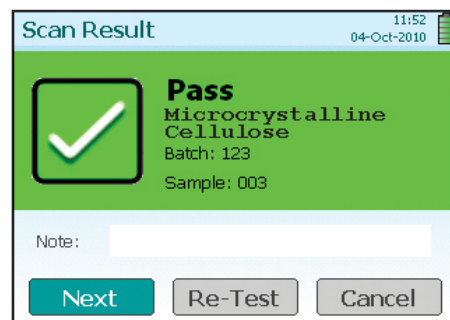 Scan Result
11:52
04-Oct-2010
Pass
Microcrystalline
Cellulose
Batch: 123
Sample: 003
Note:
Next
Re-Test
Cancel